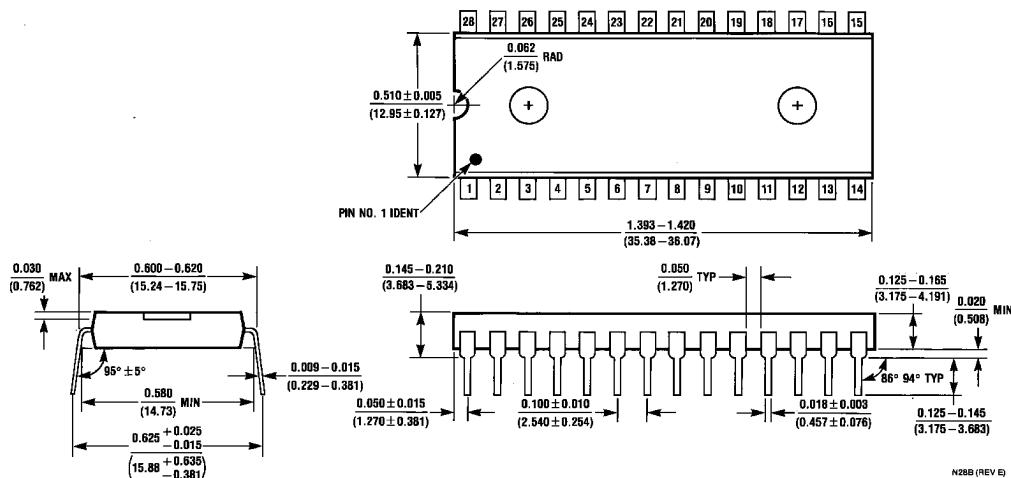 28 27 26 25 24 23 22 21 20 19 18 17 16 15
0.062
(1.575)
RAD
0.510 ± 0.005
(12.95 ± 0.127)
PIN NO. 1 IDENT
1 2 3 4 5 6 7 8 9 10 11 12 13 14
1.393 – 1.420
(35.38 – 36.07)
0.030
(0.762)
MAX
0.600 – 0.620
(15.24 – 15.75)
95° ± 5°
0.580
(14.73)
MIN
0.625 + 0.025
– 0.015
(15.88 + 0.635
– 0.381)
0.009 – 0.015
(0.229 – 0.381)
0.145 – 0.210
(3.683 – 5.334)
0.050
(1.270)
TYP
0.125 – 0.165
(3.175 – 4.191)
0.020
(0.508)
MIN
0.050 ± 0.015
(1.270 ± 0.381)
0.100 ± 0.010
(2.540 ± 0.254)
0.018 ± 0.003
(0.457 ± 0.076)
86° 94° TYP
0.125 – 0.145
(3.175 – 3.683)
N28B (REV E)